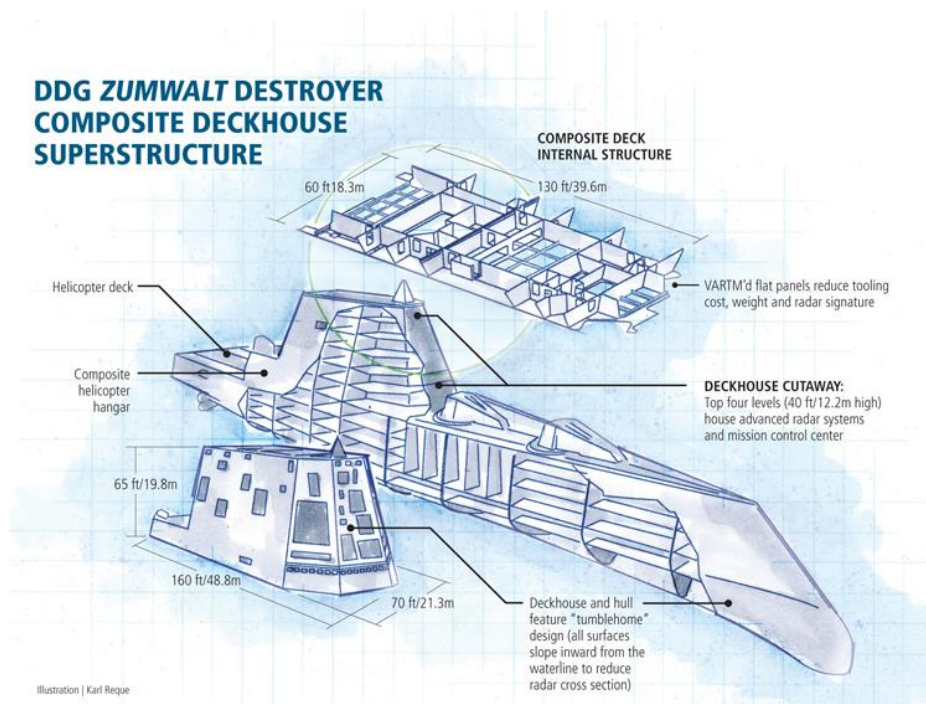 DDG ZUMWALT DESTROYER
COMPOSITE DECKHOUSE
SUPERSTRUCTURE
COMPOSITE DECK
INTERNAL STRUCTURE
60 ft18.3m
130 ft/39.6m
VARTM'd flat panels reduce tooling
cost, weight and radar signature
Helicopter deck
Composite
helicopter
hangar
DECKHOUSE CUTAWAY:
Top four levels (40 ft/12.2m high)
house advanced radar systems
and mission control center
65 ft/19.8m
160 ft/48.8m
70 ft/21.3m
Deckhouse and hull
feature “tumblehome”
design (all surfaces
slope inward from the
waterline to reduce
radar cross section)
Illustration | Karl Reque